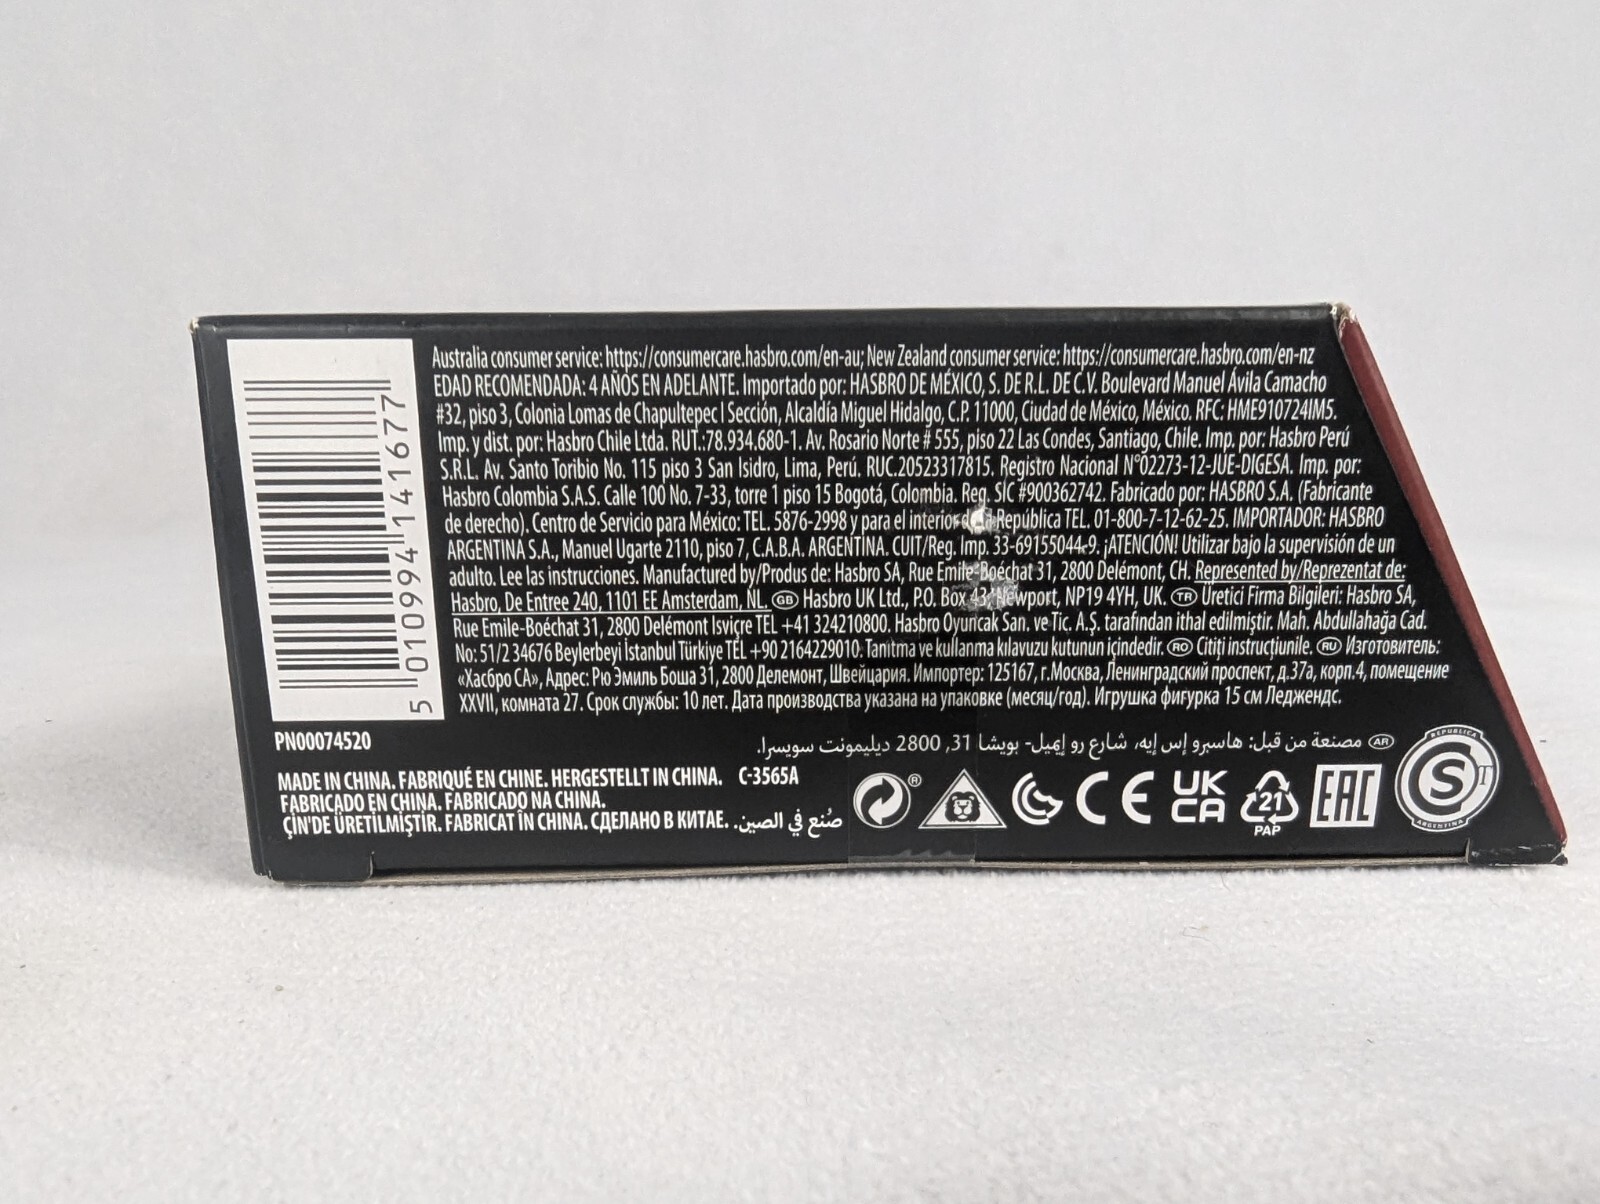 5 010994 141677
Australia consumer service: https://consumercare.hasbro.com/en-au; New Zealand consumer service: https://consumercare.hasbro.com/en-nz
EDAD RECOMENDADA: 4 AÑOS EN ADELANTE. Importado por: HASBRO DE MÉXICO, S. DE R.L. DE C.V. Boulevard Manuel Ávila Camacho
#32, piso 3, Colonia Lomas de Chapultepec I Sección, Alcaldía Miguel Hidalgo, C.P. 11000, Ciudad de México, México. RFC: HME910724IM5.
Imp. y dist. por: Hasbro Chile Ltda. RUT.:78.934.680-1. Av. Rosario Norte # 555, piso 22 Las Condes, Santiago, Chile. Imp. por: Hasbro Perú
S.R.L. Av. Santo Toribio No. 115 piso 3 San Isidro, Lima, Perú. RUC.20523317815. Registro Nacional N°02273-12-JUE-DIGESA. Imp. por:
Hasbro Colombia S.A.S. Calle 100 No. 7-33, torre 1 piso 15 Bogotá, Colombia. Reg. SIC #900362742. Fabricado por: HASBRO S.A. (Fabricante
de derecho). Centro de Servicio para México: TEL. 5876-2998 y para el interior República TEL. 01-800-7-12-62-25. IMPORTADOR: HASBRO
ARGENTINA S.A., Manuel Ugarte 2110, piso 7, C.A.B.A. ARGENTINA. CUIT/Reg. Imp. 33-69155044-9. ¡ATENCIÓN! Utilizar bajo la supervisión de un
adulto. Lee las instrucciones. Manufactured by/Produs de: Hasbro SA, Rue Emile-Boéchat 31, 2800 Delémont, CH. Represented by/Reprezentat de:
Hasbro, De Entree 240, 1101 EE Amsterdam, NL. GB Hasbro UK Ltd., P.O. Box 43, Newport, NP19 4YH, UK. TR Üretici Firma Bilgileri: Hasbro SA,
Rue Emile-Boéchat 31, 2800 Delémont Isviçre TEL +41 324210800. Hasbro Oyuncak San. ve Tic. A.Ş. tarafından ithal edilmiştir. Mah. Abdullahağa Cad.
No: 51/2 34676 Beylerbeyi İstanbul Türkiye TEL +90 2164229010. Tanıtma ve kullanma kılavuzu kutunun içindedir. RO Citiți instrucțiunile. RU Изготовитель:
«Хасбро СА», Адрес: Рю Эмиль Боша 31, 2800 Делемонт, Швейцария. Импортер: 125167, г.Москва, Ленинградский проспект, д.37а, корп.4, помещение
XXVII, комната 27. Срок службы: 10 лет. Дата производства указана на упаковке (месяц/год). Игрушка фигурка 15 см Леджендс.
PN00074520
AR مصنعة من قبل: هاسبرو إس إيه، شارع رو إيميل- بويشا 31, 2800 ديليمونت سويسرا.
MADE IN CHINA. FABRIQUÉ EN CHINE. HERGESTELLT IN CHINA. C-3565A
FABRICADO EN CHINA. FABRICADO NA CHINA.
ÇİN'DE ÜRETİLMİŞTİR. FABRICAT ÎN CHINA. СДЕЛАНО В КИТАЕ. صُنع في الصين.
® CE UK CA 21 PAP EAC REPUBLICA S T ARGENTINA